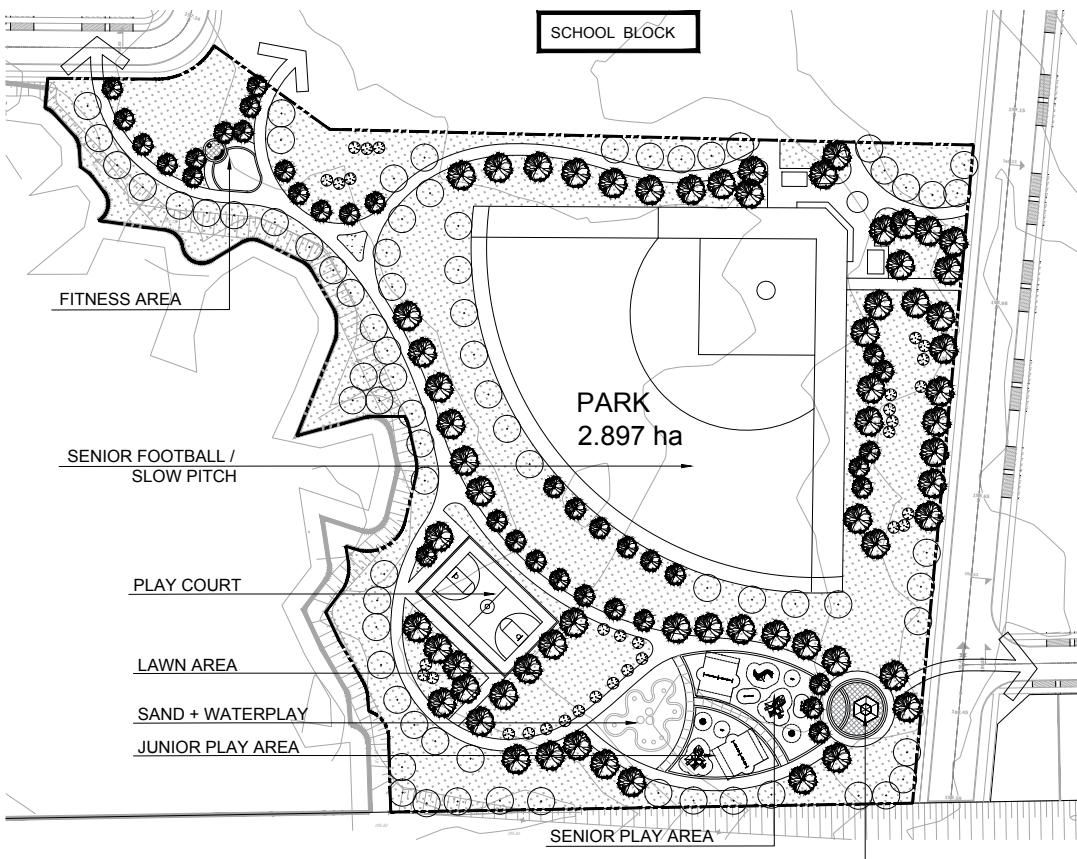 SCHOOL BLOCK
FITNESS AREA
PARK
2.897 ha
SENIOR FOOTBALL /
SLOW PITCH
PLAY COURT
LAWN AREA
SAND + WATERPLAY
JUNIOR PLAY AREA
SENIOR PLAY AREA